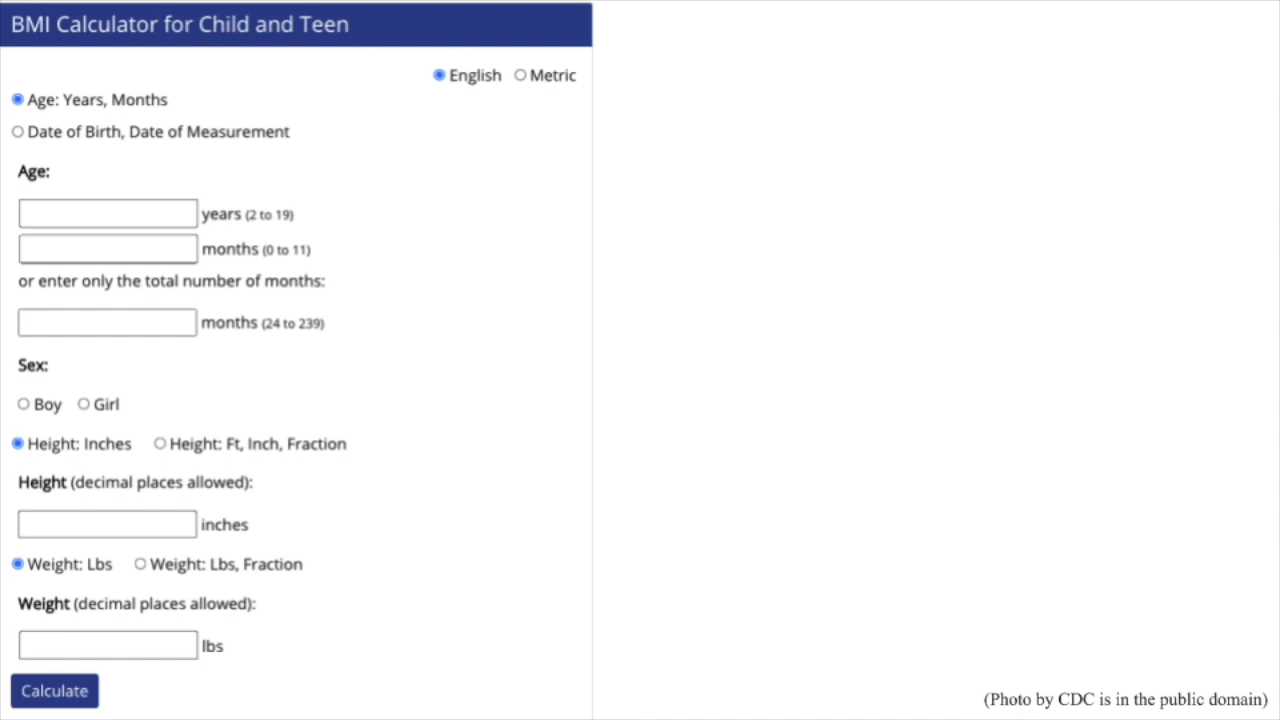 BMI Calculator for Child and Teen
English Metric
Age: Years, Months
Date of Birth, Date of Measurement
Age:
years (2 to 19)
months (0 to 11)
or enter only the total number of months:
months (24 to 239)
Sex:
Boy Girl
Height: Inches Height: Ft, Inch, Fraction
Height (decimal places allowed):
inches
Weight: Lbs Weight: Lbs, Fraction
Weight (decimal places allowed):
lbs
Calculate
(Photo by CDC is in the public domain)